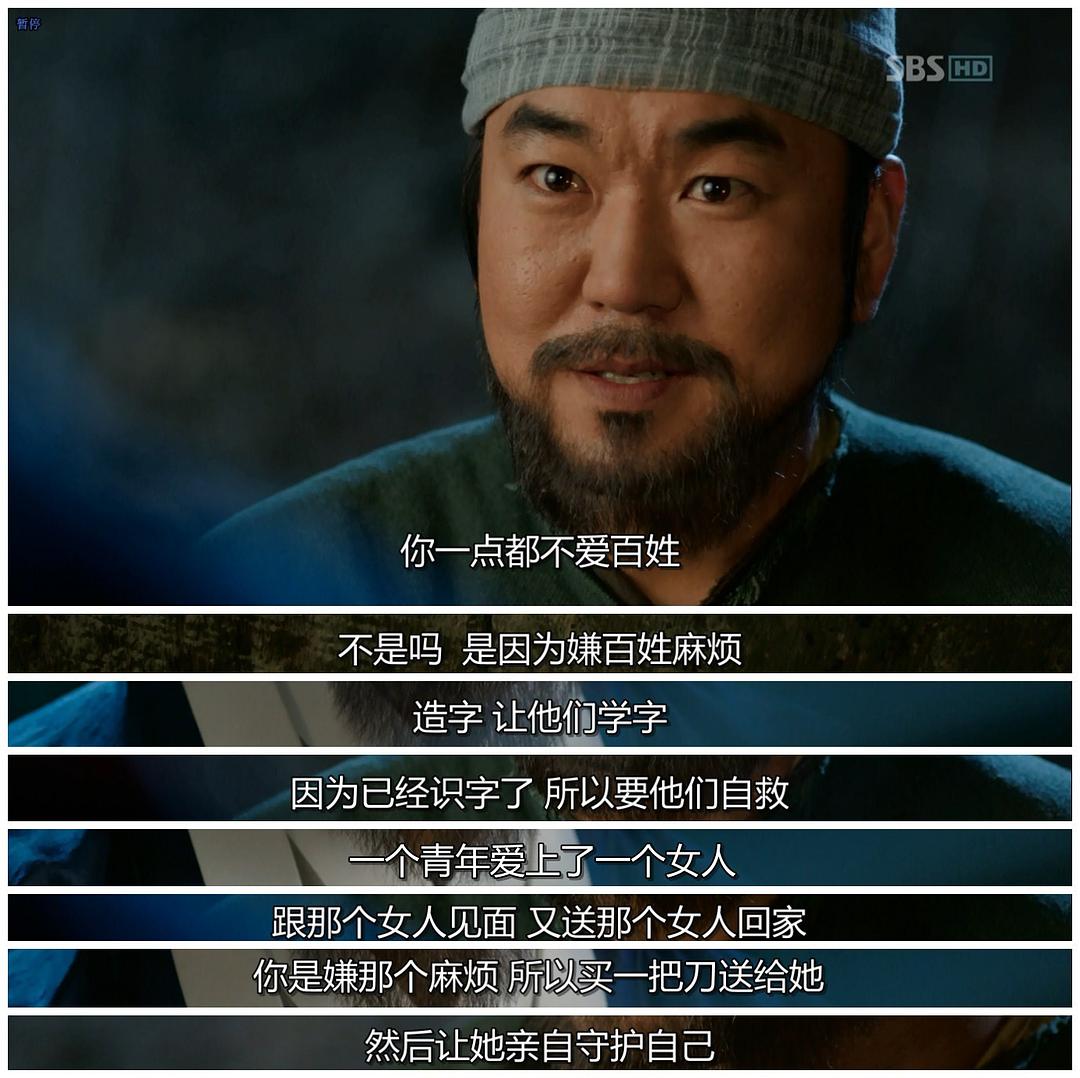 暂停
SBS HD
你一点都不爱百姓
不是吗 是因为嫌百姓麻烦
造字 让他们学字
因为已经识字了 所以要他们自救
一个青年爱上了一个女人
跟那个女人见面 又送那个女人回家
你是嫌那个麻烦 所以买一把刀送给她
然后让她亲自守护自己